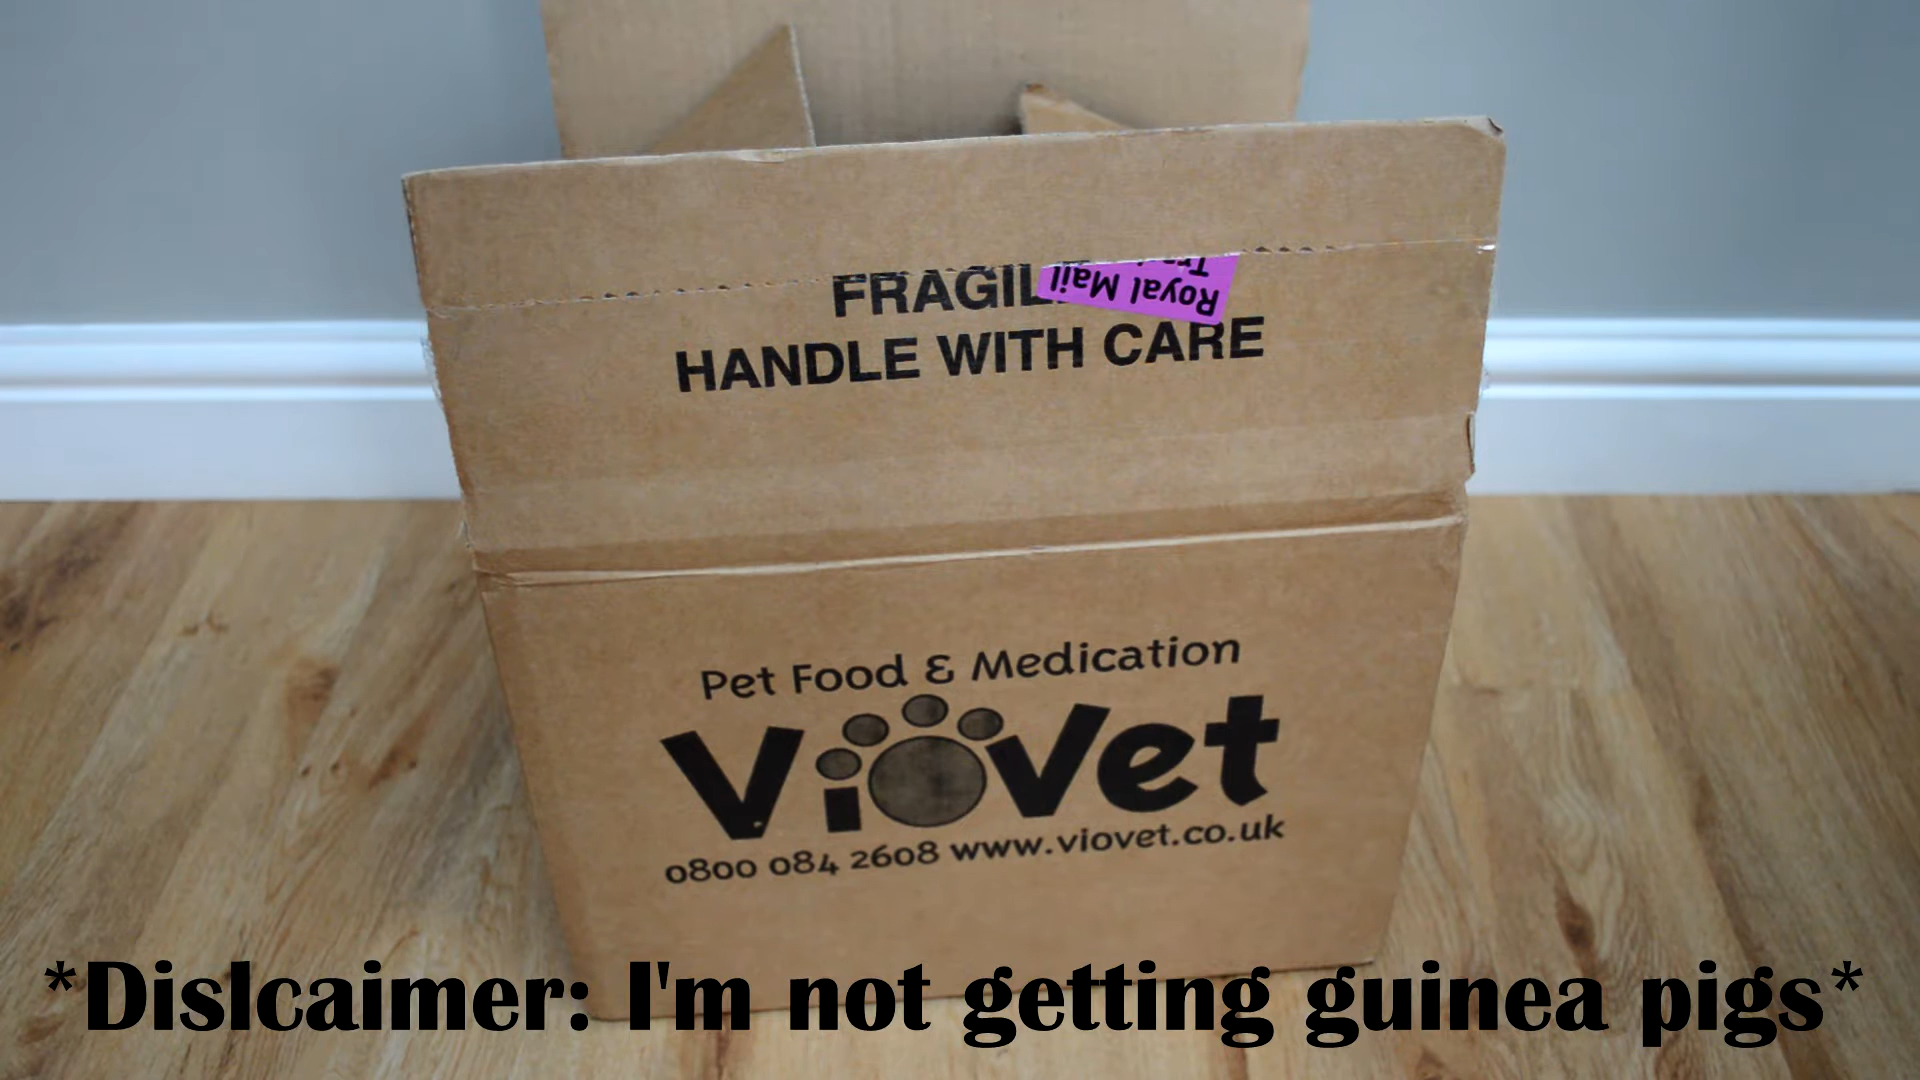 FRAGIL
Royal Mail
HANDLE WITH CARE
Pet Food & Medication
VioVet
0800 084 2608 www.viovet.co.uk
*Dislcaimer: I'm not getting guinea pigs*